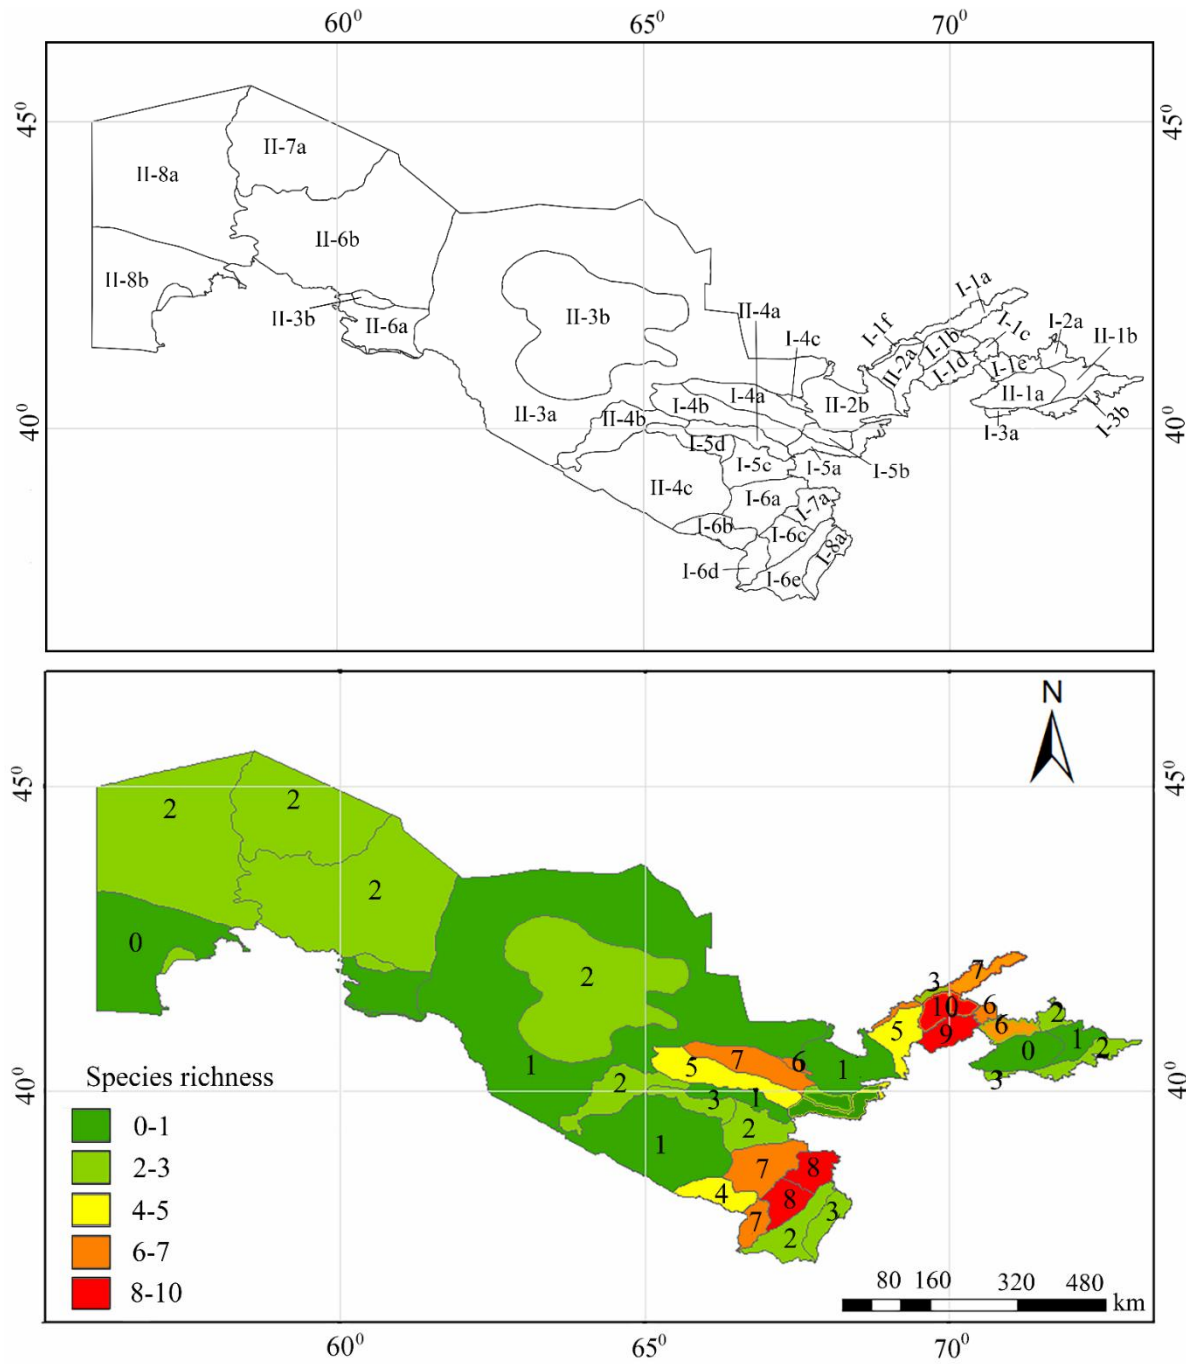 60⁰ 65⁰ 70⁰
45⁰ 45⁰
II-7a
II-8a
II-6b
II-8b
I-1a
II-3b
II-3b
II-4a
I-1f
I-2a
II-6a
I-1b
I-1c
II-1b
I-4c
II-2a
I-1d
I-1e
I-4a
II-1a
II-3a
II-4b
I-4b
II-2b
40⁰
I-3a
I-3b
I-5d
I-5c
I-5a
I-5b
II-4c
I-6a
I-7a
I-6b
I-6c
I-8a
I-6d
I-6e
N
45⁰ 45⁰
2
2
2
0
2
7
3
10
6
2
6
5
9
1
2
0
7
6
1
5
1
2
3
40⁰ 40⁰
3
1
2
1
7
8
4
8
3
7
2
Species richness
0-1
2-3
4-5
6-7
8-10
80 160 320 480
km
60⁰ 65⁰ 70⁰